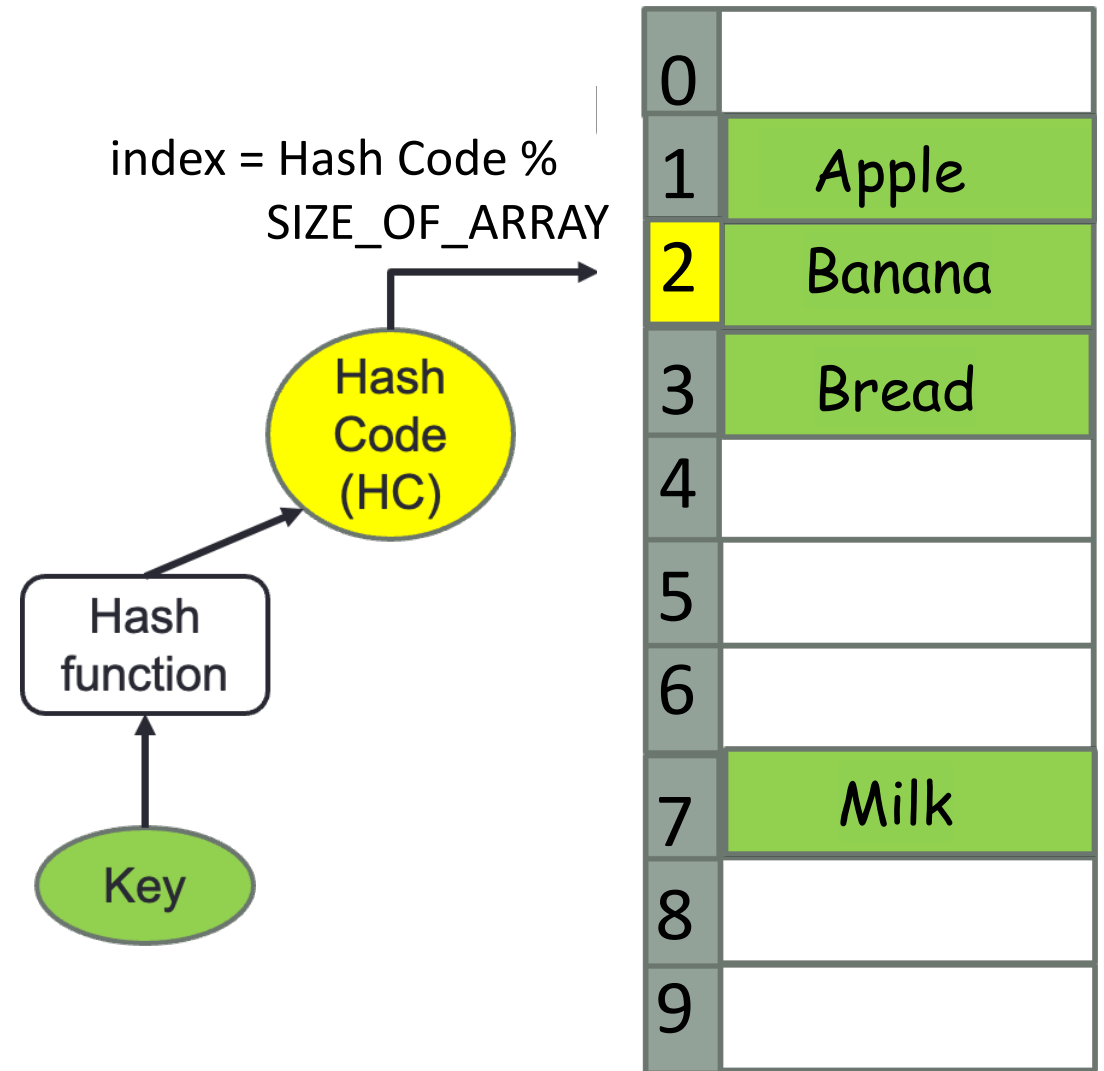 index = Hash Code %
SIZE_OF_ARRAY
Hash
Code
(HC)
Hash
function
Key
0
1 Apple
2 Banana
3 Bread
4
5
6
7 Milk
8
9